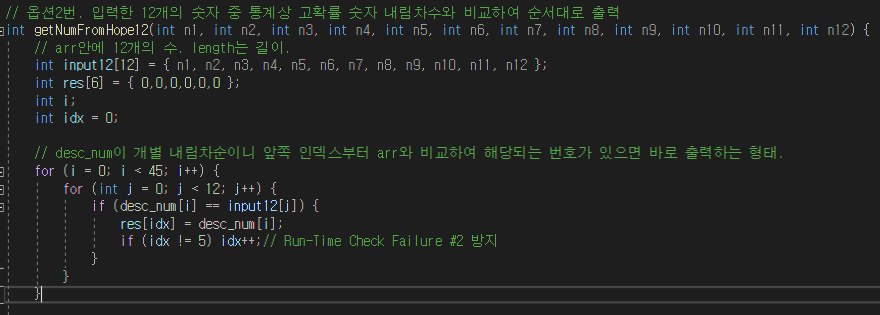 // 옵션2번. 입력한 12개의 숫자 중 통계상 고확률 숫자 내림차수와 비교하여 순서대로 출력
int getNumFromHope12(int n1, int n2, int n3, int n4, int n5, int n6, int n7, int n8, int n9, int n10, int n11, int n12) {
// arr안에 12개의 수. length는 길이.
int input12[12] = { n1, n2, n3, n4, n5, n6, n7, n8, n9, n10, n11, n12 };
int res[6] = { 0,0,0,0,0,0 };
int i;
int idx = 0;
// desc_num이 개별 내림차순이니 앞쪽 인덱스부터 arr와 비교하여 해당되는 번호가 있으면 바로 출력하는 형태.
for (i = 0; i < 45; i++) {
for (int j = 0; j < 12; j++) {
if (desc_num[i] == input12[j]) {
res[idx] = desc_num[i];
if (idx != 5) idx++;// Run-Time Check Failure #2 방지
}
}
}